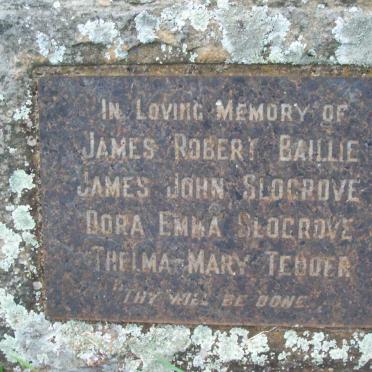 IN LOVING MEMORY OF
JAMES ROBERT BAILLIE
JAMES JOHN SLOGROVE
DORA EMMA SLOGROVE
THELMA MARY TEDDER
"THY WILL BE DONE"